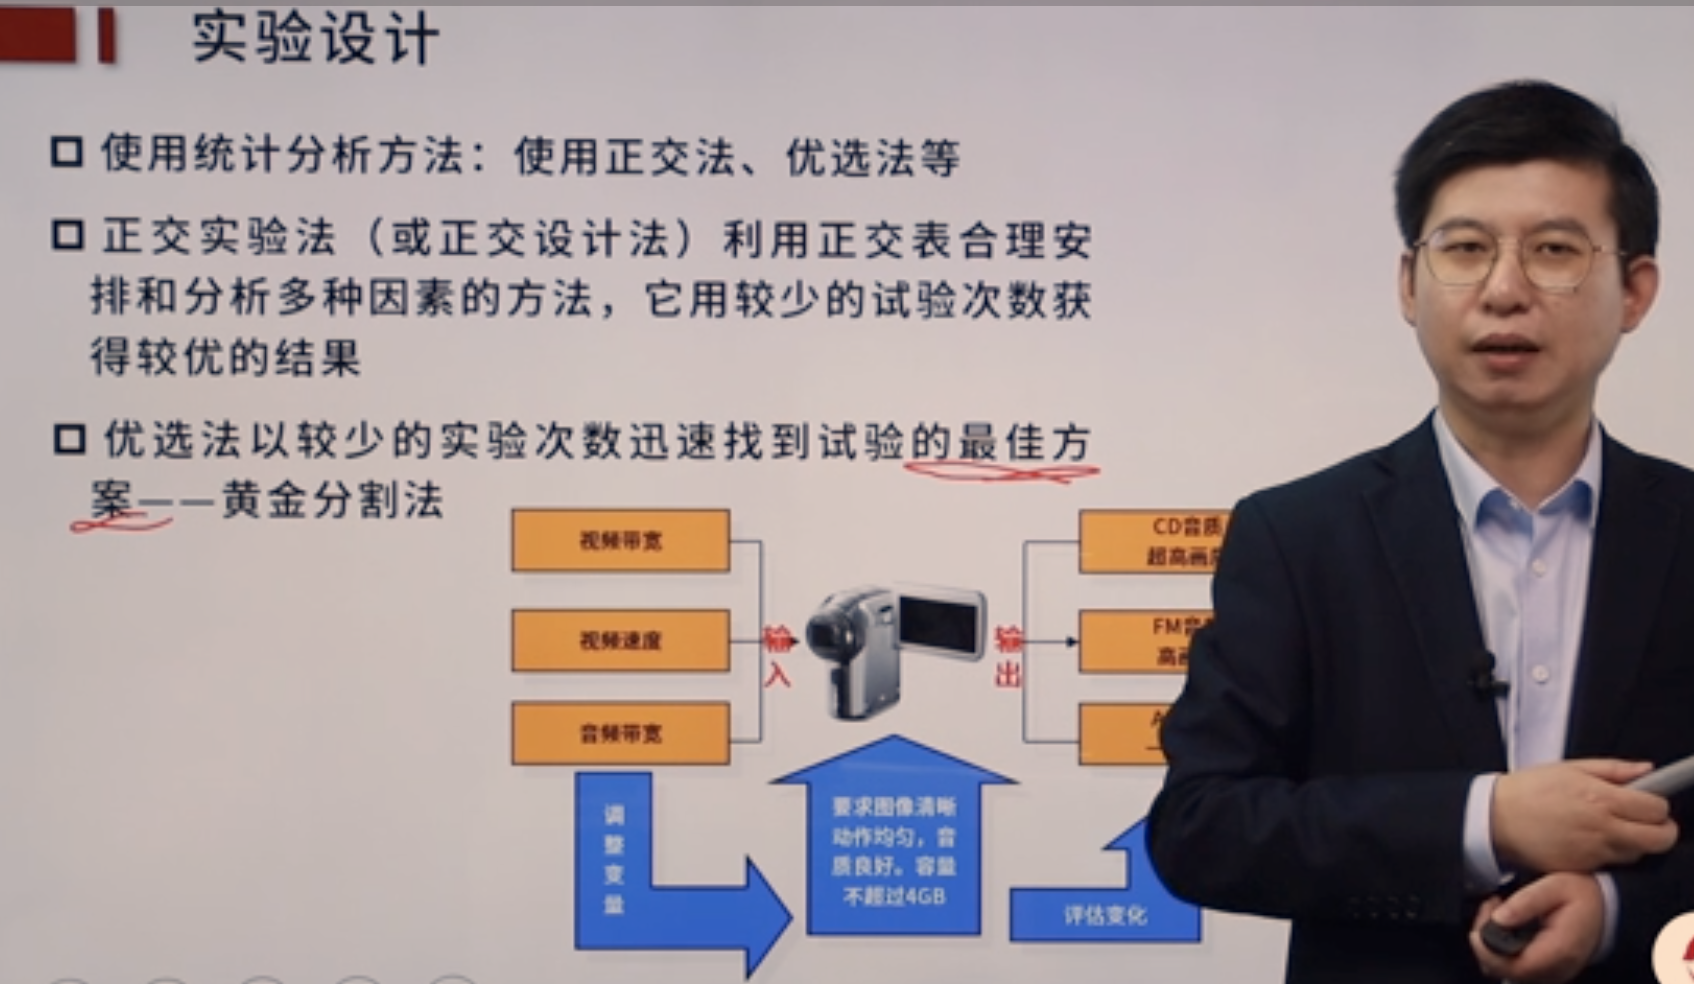 实验设计
使用统计分析方法：使用正交法、优选法等
正交实验法（或正交设计法）利用正交表合理安
排和分析多种因素的方法，它用较少的试验次数获
得较优的结果
优选法以较少的实验次数迅速找到试验的最佳方
案——黄金分割法
视频带宽
视频速度
音频带宽
输
入
输
出
CD音质
超高画
FM音
高画
调
整
变
量
要求图像清晰
动作均匀，音
质良好。容量
不超过4GB
评估变化